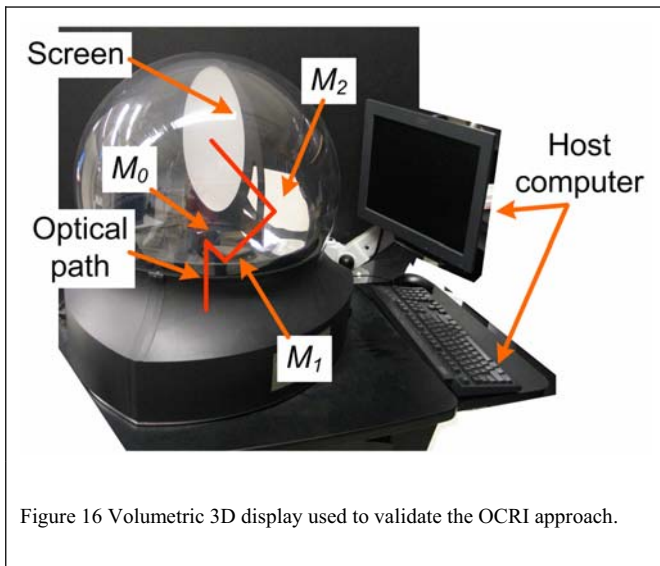 Screen
M2
M0
Host
computer
Optical
path
M1
Figure 16 Volumetric 3D display used to validate the OCRI approach.